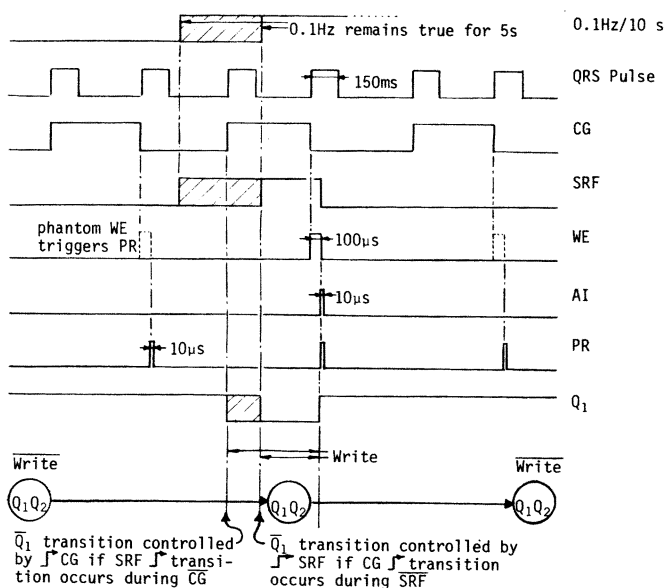 0.1Hz remains true for 5s
0.1Hz/10 s
QRS Pulse
150ms
CG
SRF
phantom WE
triggers PR
100µs
WE
10µs
AI
10µs
PR
Q₁
Write
W̅r̅i̅t̅e̅
W̅r̅i̅t̅e̅
Q₁Q₂
Q₁Q₂
Q₁Q₂
Q̅₁ transition controlled
by CG if SRF transi-
tion occurs during C̅G̅
Q̅₁ transition controlled by
SRF if CG transition
occurs during S̅R̅F̅